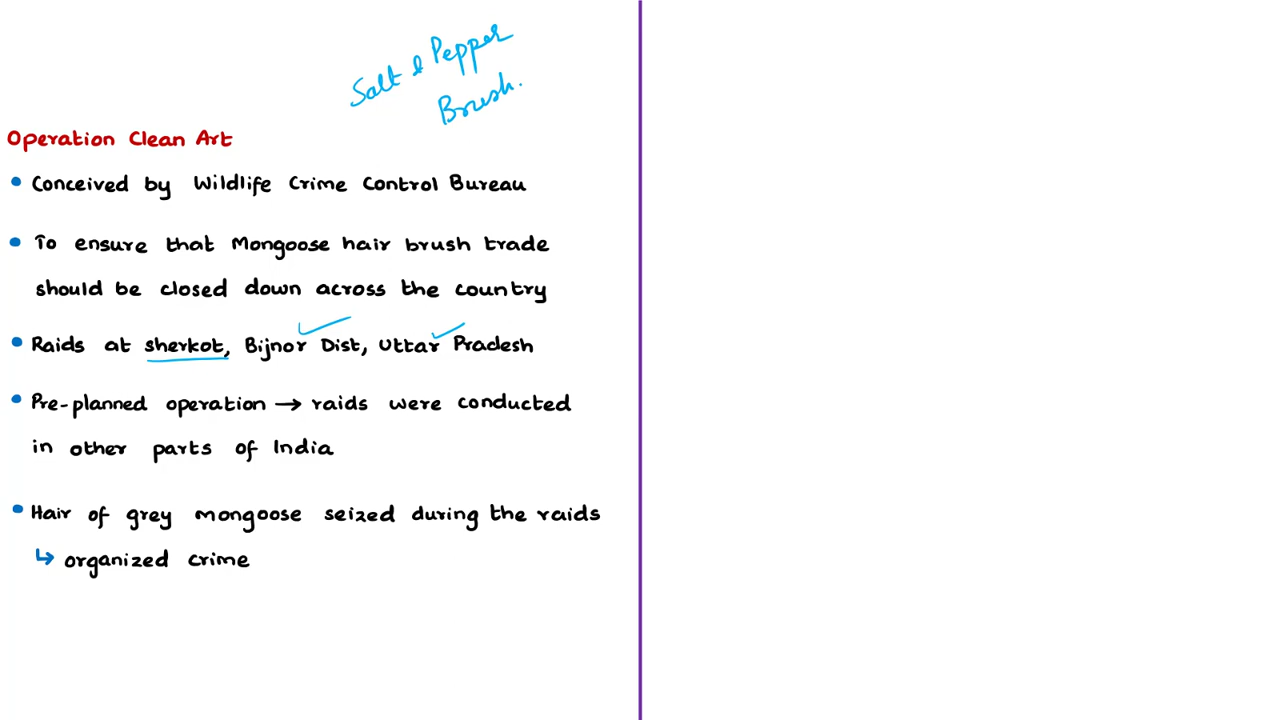 Salt & Pepper
Brush.
Operation Clean Art
• Conceived by Wildlife Crime Control Bureau
• To ensure that Mongoose hair brush trade
should be closed down across the country
• Raids at sherkot, Bijnor Dist, Uttar Pradesh
• Pre-planned operation → raids were conducted
in other parts of India
• Hair of grey mongoose seized during the raids
↳ organized crime